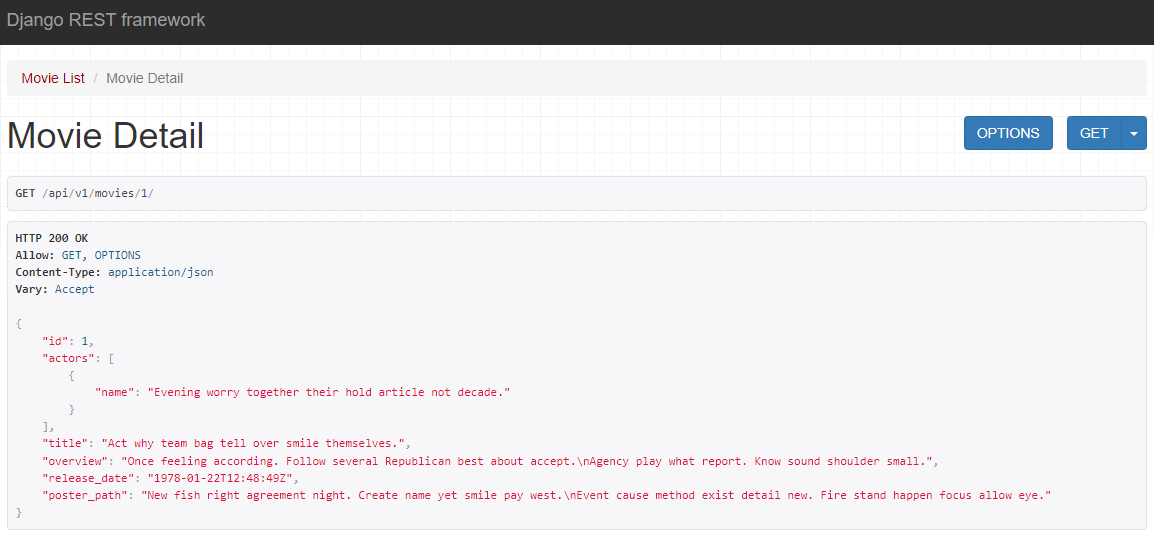 Django REST framework
Movie List / Movie Detail
Movie Detail
OPTIONS
GET
GET /api/v1/movies/1/
HTTP 200 OK
Allow: GET, OPTIONS
Content-Type: application/json
Vary: Accept
{
    "id": 1,
    "actors": [
        {
            "name": "Evening worry together their hold article not decade."
        }
    ],
    "title": "Act why team bag tell over smile themselves.",
    "overview": "Once feeling according. Follow several Republican best about accept.\nAgency play what report. Know sound shoulder small.",
    "release_date": "1978-01-22T12:48:49Z",
    "poster_path": "New fish right agreement night. Create name yet smile pay west.\nEvent cause method exist detail new. Fire stand happen focus allow eye."
}